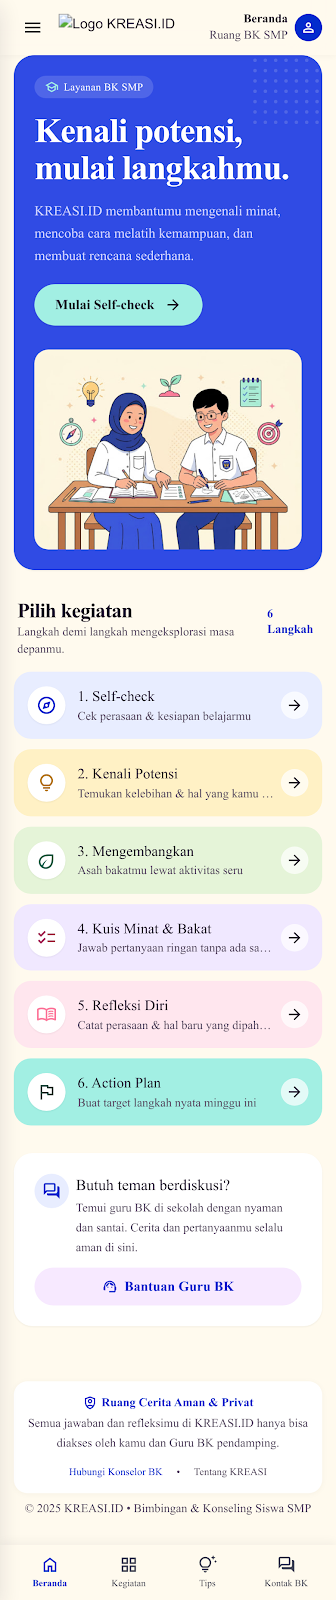 Logo KREASI.ID
Beranda
Ruang BK SMP
Layanan BK SMP
Kenali potensi,
mulai langkahmu.
KREASI.ID membantumu mengenali minat,
mencoba cara melatih kemampuan, dan
membuat rencana sederhana.
Mulai Self-check
Pilih kegiatan
Langkah demi langkah mengeksplorasi masa
depanmu.
6
Langkah
1. Self-check
Cek perasaan & kesiapan belajarmu
2. Kenali Potensi
Temukan kelebihan & hal yang kamu …
3. Mengembangkan
Asah bakatmu lewat aktivitas seru
4. Kuis Minat & Bakat
Jawab pertanyaan ringan tanpa ada sa…
5. Refleksi Diri
Catat perasaan & hal baru yang dipah…
6. Action Plan
Buat target langkah nyata minggu ini
Butuh teman berdiskusi?
Temui guru BK di sekolah dengan nyaman
dan santai. Cerita dan pertanyaanmu selalu
aman di sini.
Bantuan Guru BK
Ruang Cerita Aman & Privat
Semua jawaban dan refleksimu di KREASI.ID hanya bisa
diakses oleh kamu dan Guru BK pendamping.
Hubungi Konselor BK • Tentang KREASI
© 2025 KREASI.ID • Bimbingan & Konseling Siswa SMP
Beranda
Kegiatan
Tips
Kontak BK